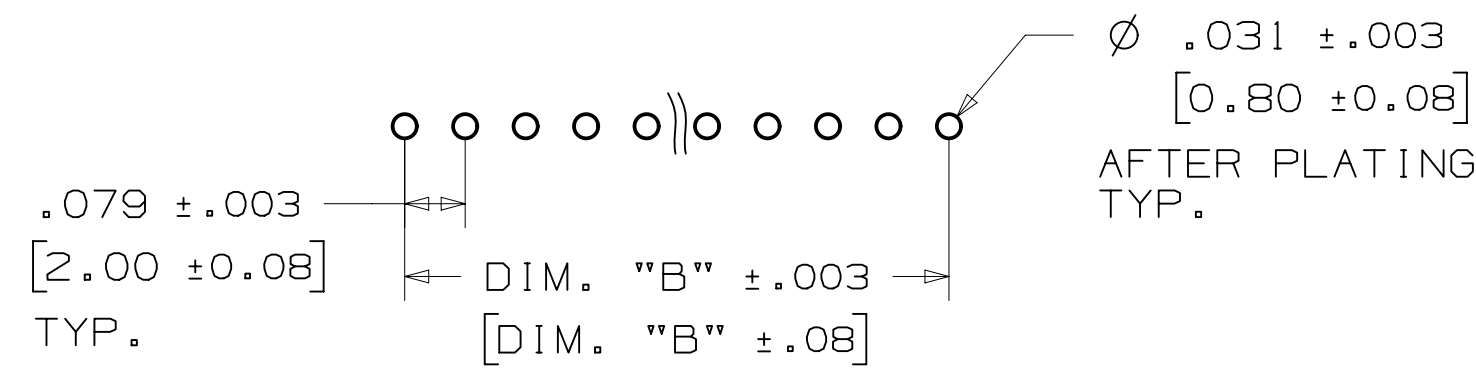 Ø .031 ±.003
[0.80 ±0.08]
AFTER PLATING
TYP.
.079 ±.003
[2.00 ±0.08]
TYP.
DIM. "B" ±.003
[DIM. "B" ±.08]